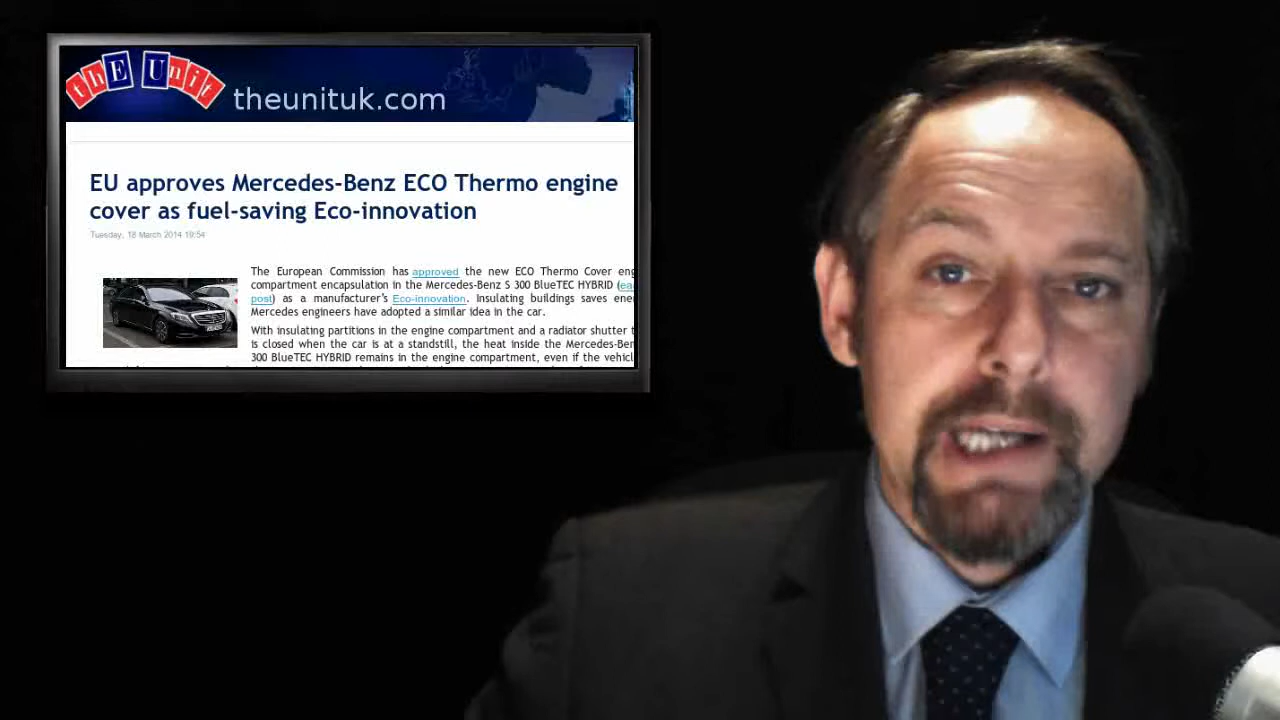 thE Unit
theunituk.com
EU approves Mercedes-Benz ECO Thermo engine
cover as fuel-saving Eco-innovation
Tuesday, 18 March 2014 19:54
The European Commission has approved the new ECO Thermo Cover eng
compartment encapsulation in the Mercedes-Benz S 300 BlueTEC HYBRID (ea
post) as a manufacturer's Eco-innovation. Insulating buildings saves ene
Mercedes engineers have adopted a similar idea in the car.
With insulating partitions in the engine compartment and a radiator shutter t
is closed when the car is at a standstill, the heat inside the Mercedes-Ben
300 BlueTEC HYBRID remains in the engine compartment, even if the vehicl